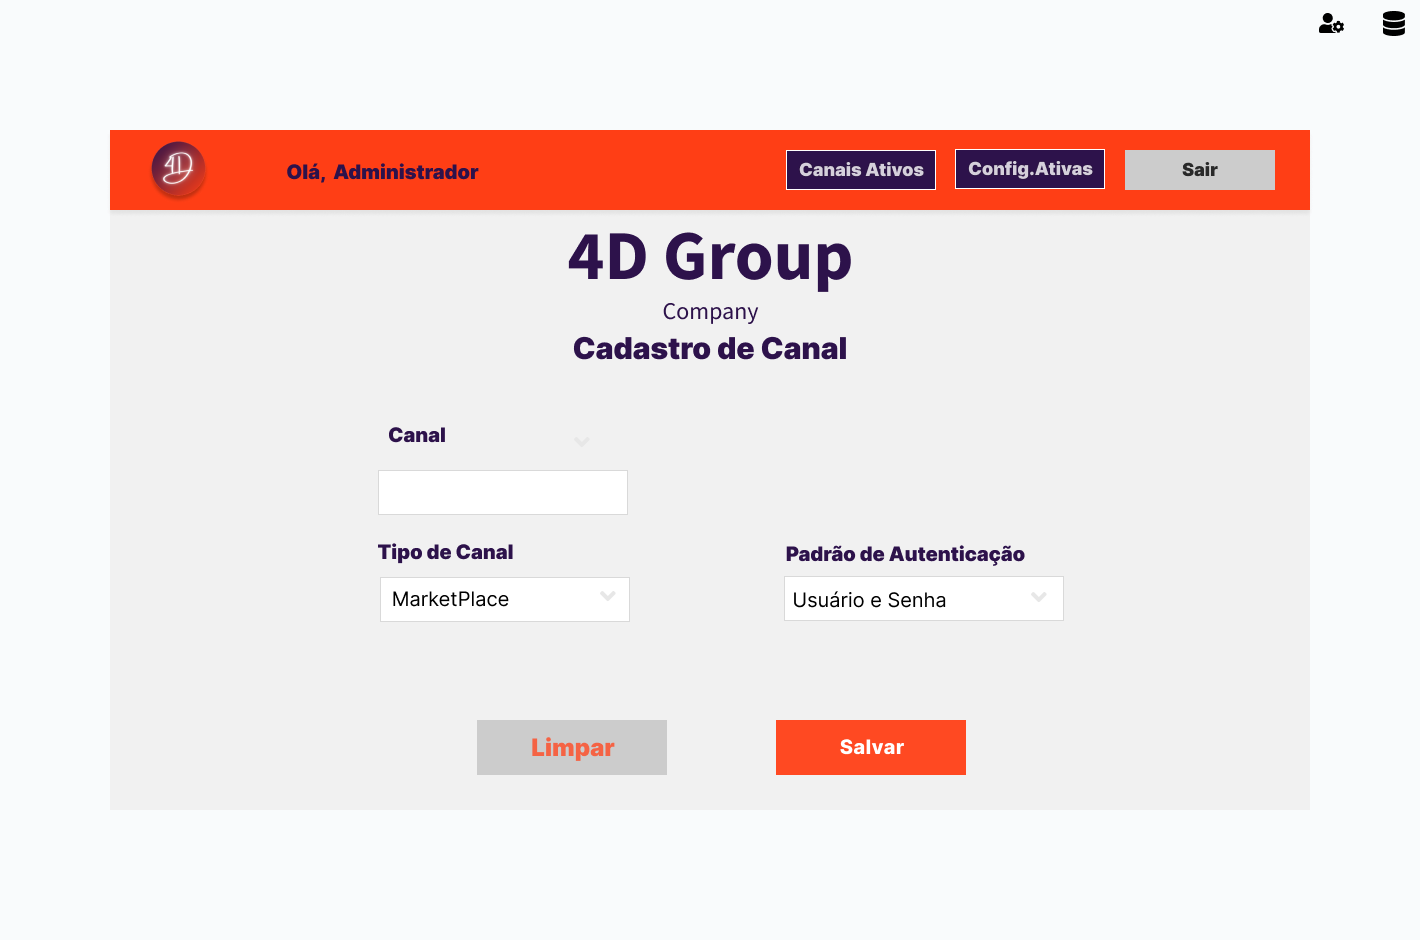 4D
Olá, Administrador
Canais Ativos
Config.Ativas
Sair
4D Group
Company
Cadastro de Canal
Canal
Tipo de Canal
Padrão de Autenticação
MarketPlace
Usuário e Senha
Limpar
Salvar